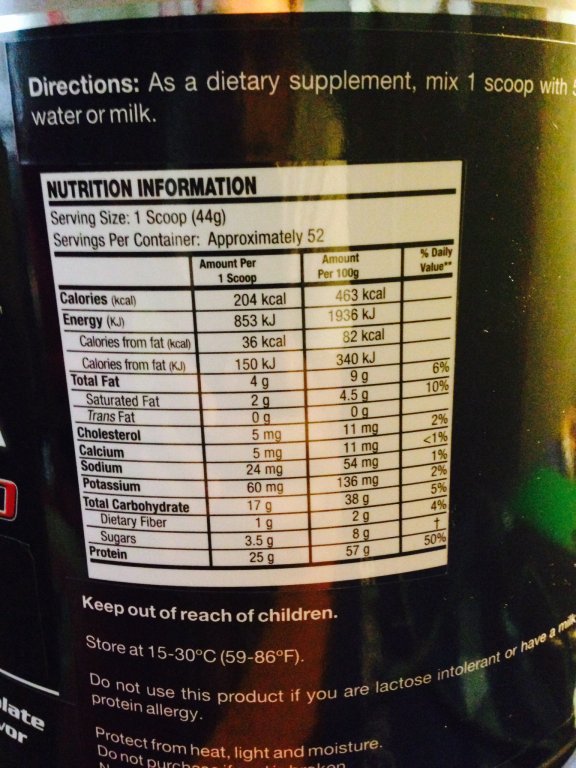 Directions: As a dietary supplement, mix 1 scoop with
water or milk.
NUTRITION INFORMATION
Serving Size: 1 Scoop (44g)
Servings Per Container: Approximately 52
Amount Per 1 Scoop Amount Per 100g % Daily Value**
Calories (kcal) 204 kcal 463 kcal
Energy (KJ) 853 kJ 1936 kJ
Calories from fat (kcal) 36 kcal 82 kcal
Calories from fat (KJ) 150 kJ 340 kJ
Total Fat 4 g 9 g 6%
Saturated Fat 2 g 4.5 g 10%
Trans Fat 0 g 0 g
Cholesterol 5 mg 11 mg 2%
Calcium 5 mg 11 mg <1%
Sodium 24 mg 54 mg 1%
Potassium 60 mg 136 mg 2%
Total Carbohydrate 17 g 38 g 5%
Dietary Fiber 1 g 2 g 4%
Sugars 3.5 g 8 g †
Protein 25 g 57 g 50%
Keep out of reach of children.
Store at 15-30°C (59-86°F).
Do not use this product if you are lactose intolerant or have a milk
protein allergy.
Protect from heat, light and moisture.
Do not